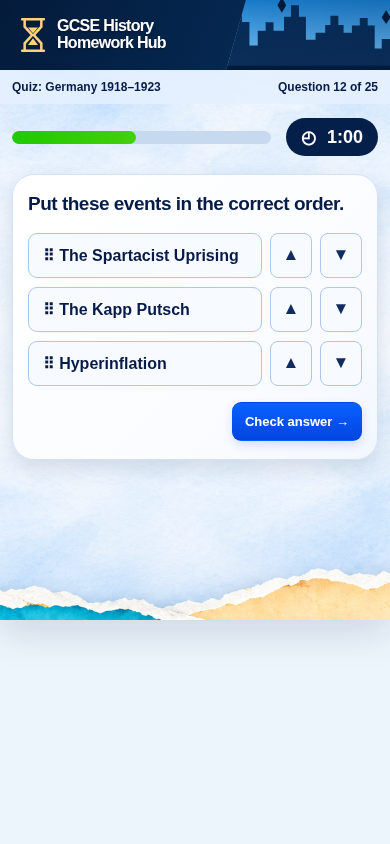 GCSE History
Homework Hub
Quiz: Germany 1918–1923
Question 12 of 25
1:00
Put these events in the correct order.
The Spartacist Uprising
The Kapp Putsch
Hyperinflation
Check answer →